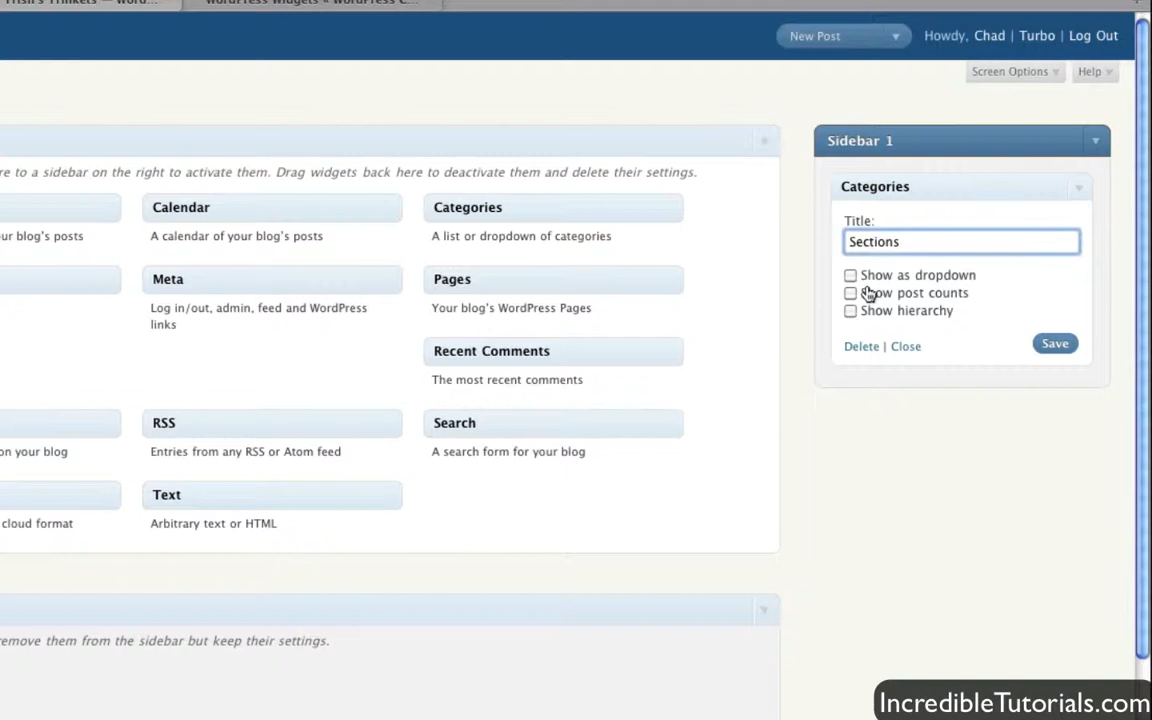 WordPress Widgets « WordPress C...
New Post
Howdy, Chad | Turbo | Log Out
Screen Options
Help
Sidebar 1
re to a sidebar on the right to activate them. Drag widgets back here to deactivate them and delete their settings.
Categories
Calendar
Categories
Title:
ur blog's posts
A calendar of your blog's posts
A list or dropdown of categories
Sections
Show as dropdown
Meta
Pages
Show post counts
Log in/out, admin, feed and WordPress
links
Your blog's WordPress Pages
Show hierarchy
Delete | Close
Save
Recent Comments
The most recent comments
RSS
Search
on your blog
Entries from any RSS or Atom feed
A search form for your blog
Text
cloud format
Arbitrary text or HTML
remove them from the sidebar but keep their settings.
IncredibleTutorials.com